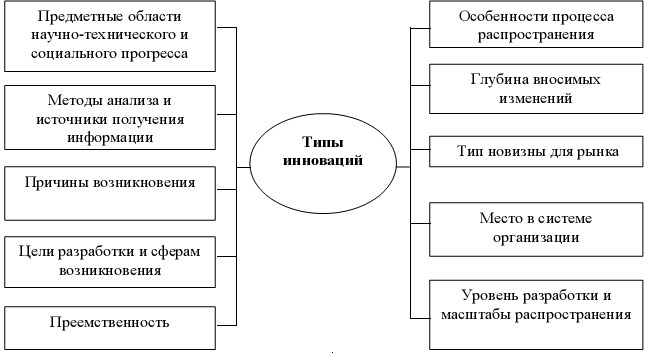 Предметные области
научно-технического и
социального прогресса
Методы анализа и
источники получения
информации
Причины возникновения
Цели разработки и сферам
возникновения
Преемственность
Типы
инноваций
Особенности процесса
распространения
Глубина вносимых
изменений
Тип новизны для рынка
Место в системе
организации
Уровень разработки и
масштабы распространения